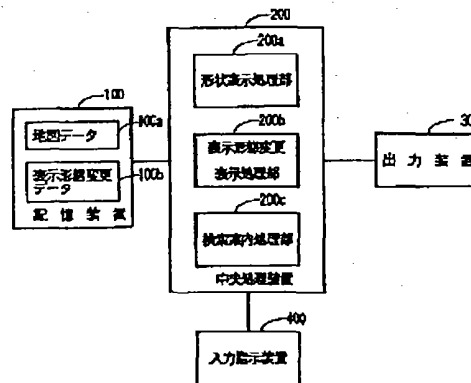 200
200a
形状表示処理部
100
100a
地図データ
100b
表示形態変更
データ
記憶装置
200b
表示形態変更
表示処理部
30
出力装置
200c
検索案内処理部
中央処理装置
400
入力指示装置